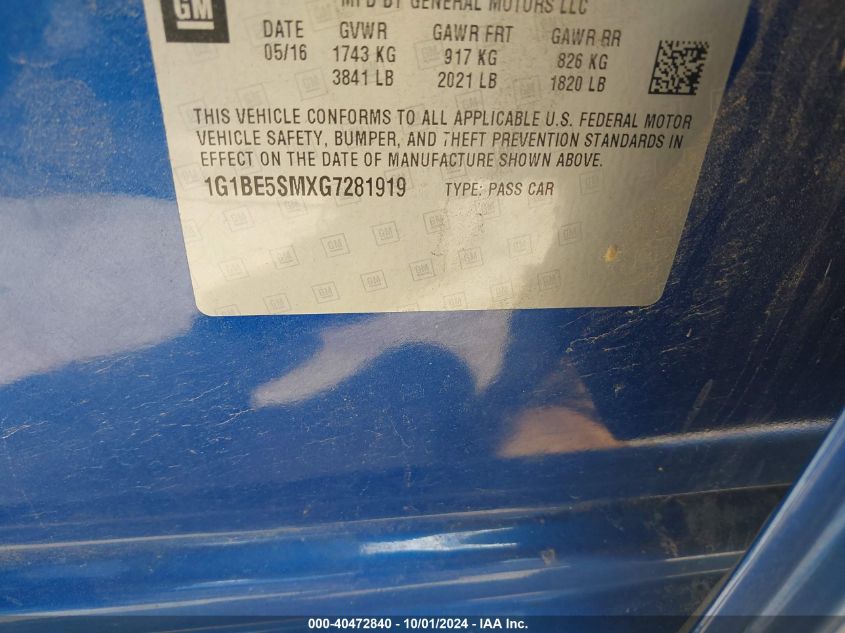 GM
MFD BY GENERAL MOTORS LLC
DATE GVWR GAWR FRT GAWR RR
05/16 1743 KG 917 KG 826 KG
3841 LB 2021 LB 1820 LB
THIS VEHICLE CONFORMS TO ALL APPLICABLE U.S. FEDERAL MOTOR
VEHICLE SAFETY, BUMPER, AND THEFT PREVENTION STANDARDS IN
EFFECT ON THE DATE OF MANUFACTURE SHOWN ABOVE.
1G1BE5SMXG7281919 TYPE: PASS CAR
000-40472840 - 10/01/2024 - IAA Inc.